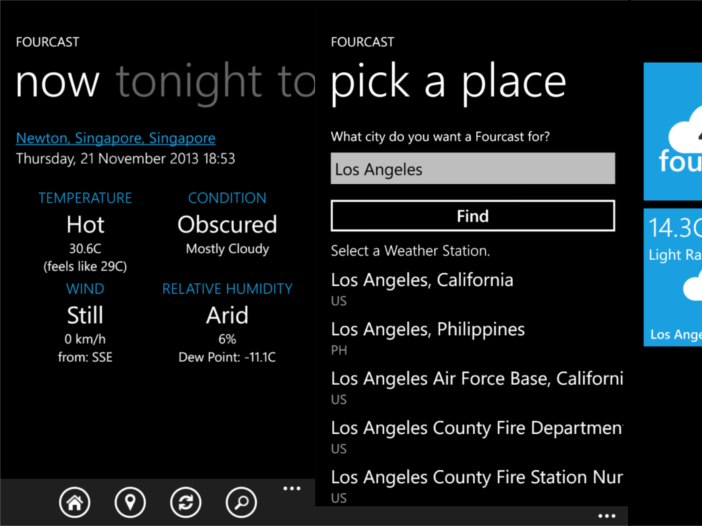 FOURCAST
now tonight to
Newton, Singapore, Singapore
Thursday, 21 November 2013 18:53
TEMPERATURE
Hot
30.6C
(feels like 29C)
CONDITION
Obscured
Mostly Cloudy
WIND
Still
0 km/h
from: SSE
RELATIVE HUMIDITY
Arid
6%
Dew Point: -11.1C
FOURCAST
pick a place
What city do you want a Fourcast for?
Los Angeles
Find
Select a Weather Station.
Los Angeles, California
US
Los Angeles, Philippines
PH
Los Angeles Air Force Base, Californi
US
Los Angeles County Fire Departmen
US
Los Angeles County Fire Station Nur
US
fou
14.3C
Light Ra
Los Ange